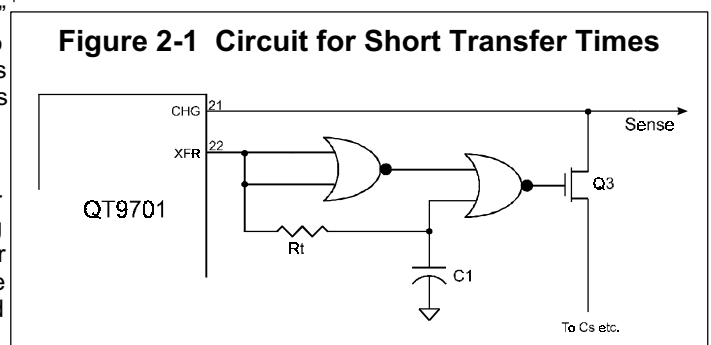 Figure 2-1 Circuit for Short Transfer Times
CHG 21
Sense
XFR 22
QT9701
Q3
Rt
C1
To Cs etc.